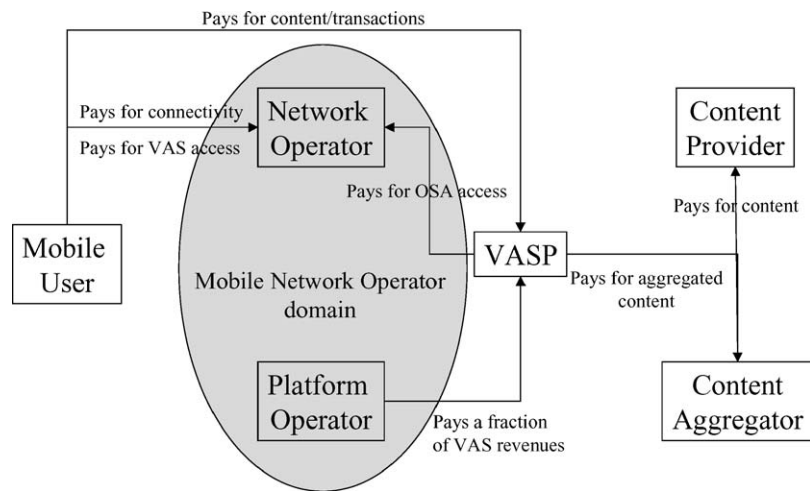 Pays for content/transactions
Pays for connectivity
Pays for VAS access
Network
Operator
Content
Provider
Pays for OSA access
Pays for content
Mobile
User
VASP
Mobile Network Operator
domain
Pays for aggregated
content
Platform
Operator
Pays a fraction
of VAS revenues
Content
Aggregator